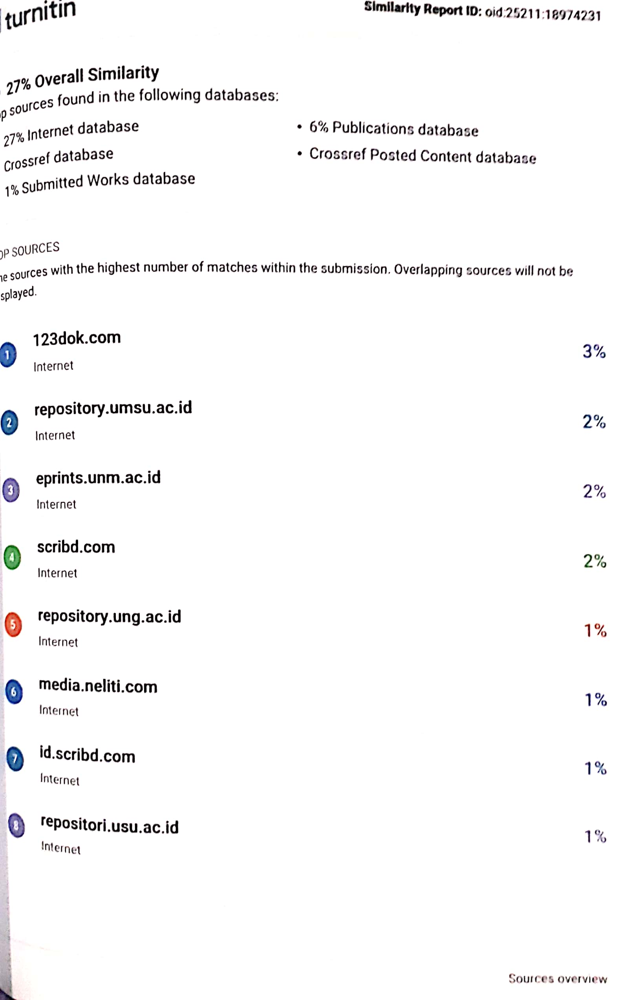 turnitin
Similarity Report ID: oid:25211:18974231
27% Overall Similarity
p sources found in the following databases:
27% Internet database
• 6% Publications database
Crossref database
• Crossref Posted Content database
1% Submitted Works database
OP SOURCES
he sources with the highest number of matches within the submission. Overlapping sources will not be
splayed.
1
123dok.com
3%
Internet
2
repository.umsu.ac.id
2%
Internet
3
eprints.unm.ac.id
2%
Internet
4
scribd.com
2%
Internet
5
repository.ung.ac.id
1%
Internet
6
media.neliti.com
1%
Internet
7
id.scribd.com
1%
Internet
8
repositori.usu.ac.id
1%
Internet
Sources overview